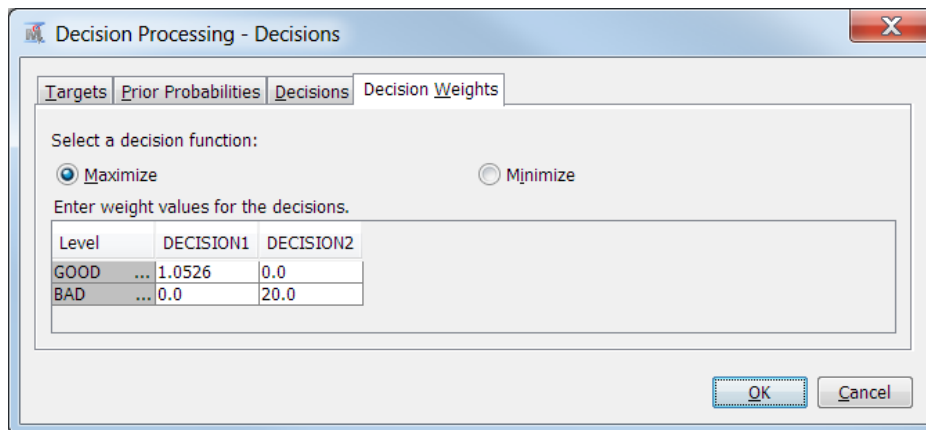 Decision Processing - Decisions
Targets Prior Probabilities Decisions Decision Weights
Select a decision function:
Maximize Minimize
Enter weight values for the decisions.
Level DECISION1 DECISION2
GOOD ... 1.0526 0.0
BAD ... 0.0 20.0
OK Cancel